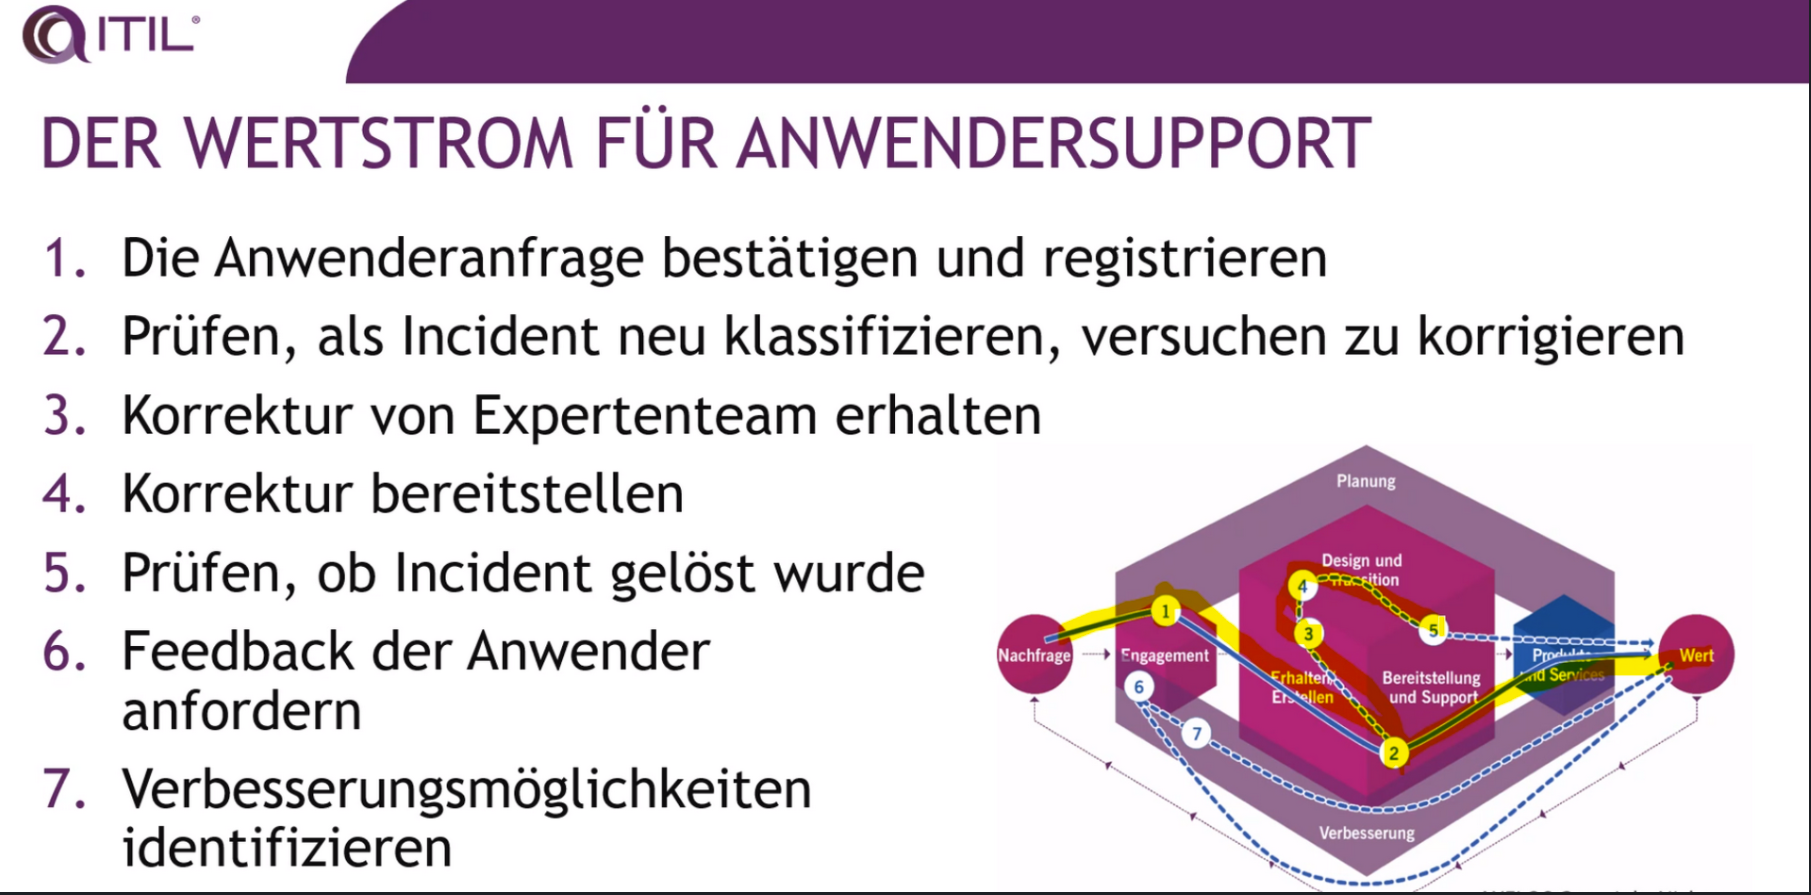 ITIL®
DER WERTSTROM FÜR ANWENDERSUPPORT
1. Die Anwenderanfrage bestätigen und registrieren
2. Prüfen, als Incident neu klassifizieren, versuchen zu korrigieren
3. Korrektur von Expertenteam erhalten
4. Korrektur bereitstellen
5. Prüfen, ob Incident gelöst wurde
6. Feedback der Anwender
anfordern
7. Verbesserungsmöglichkeiten
identifizieren
Planung
Design und
Transition
4
1
3
5
Nachfrage
Engagement
Erhalten/
Erstellen
Bereitstellung
und Support
Produkte
und Services
Wert
6
7
2
Verbesserung